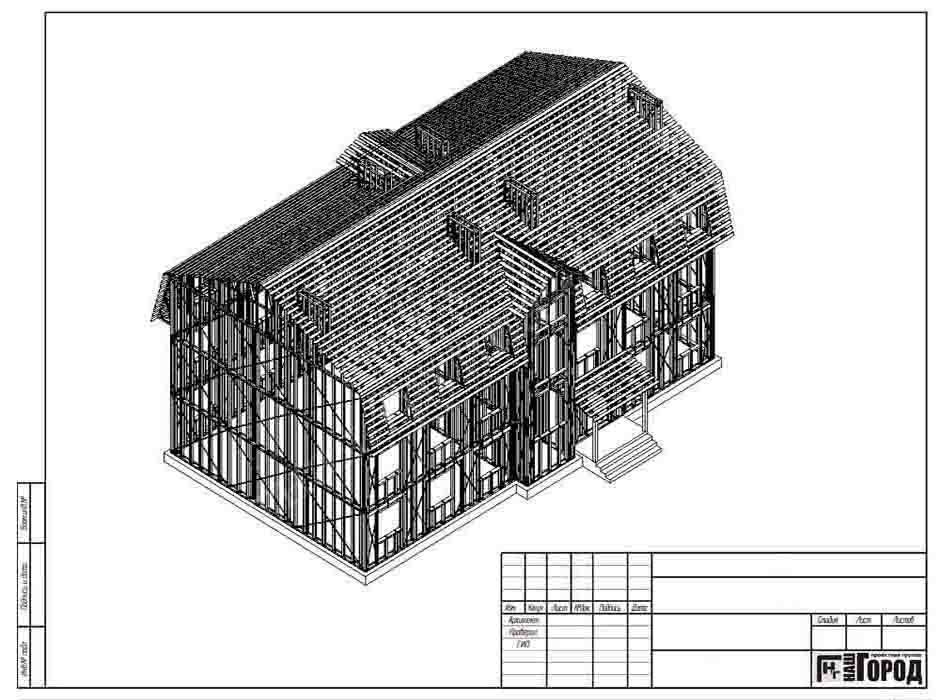 Взам.инв.№
Подпись и дата
Инв.№ подл.
Изм. Кол.уч Лист №Док. Подпись Дата
Архитект.
Проверил
ГИП
Стадия Лист Листов
проектная группа
НГ НАШ ГОРОД